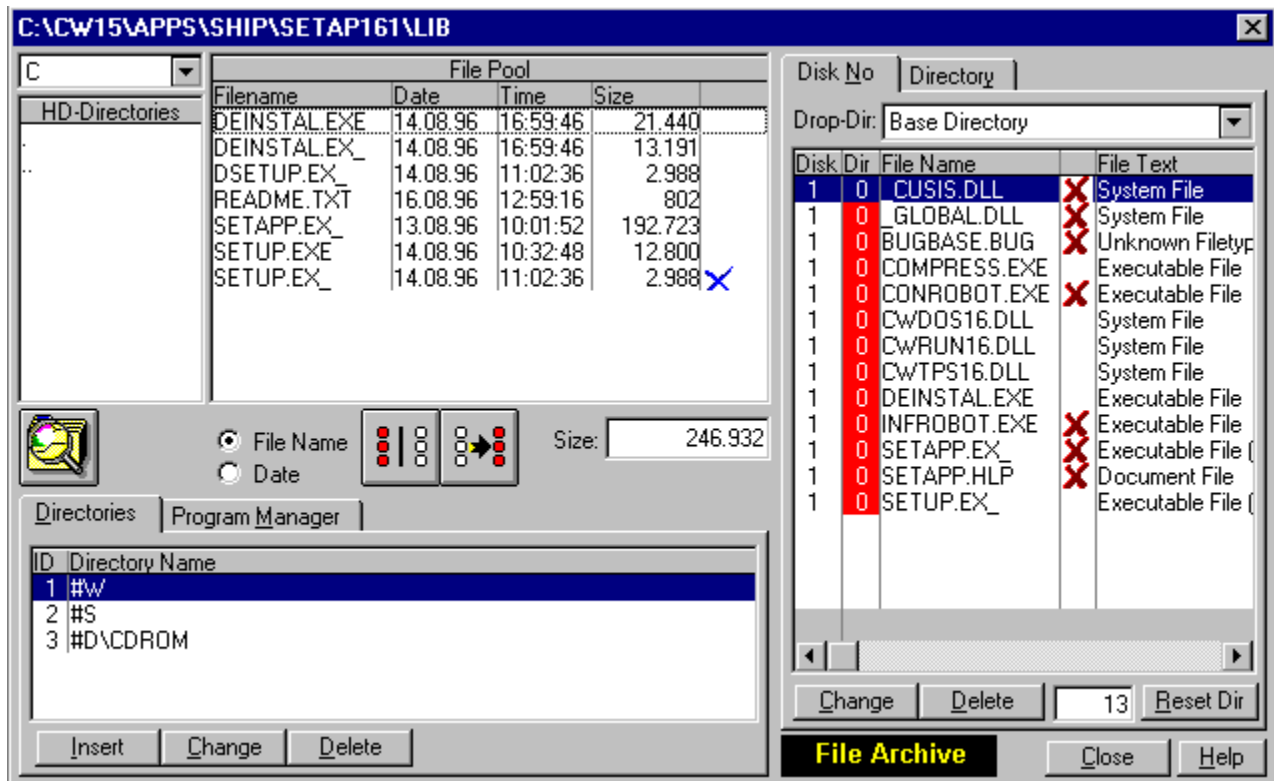 C:\CW15\APPS\SHIP\SETAP161\LIB
C
HD-Directories
.
..
File Pool
Filename Date Time Size
DEINSTAL.EXE 14.08.96 16:59:46 21.440
DEINSTAL.EX_ 14.08.96 16:59:46 13.191
DSETUP.EX_ 14.08.96 11:02:36 2.988
README.TXT 16.08.96 12:59:16 802
SETAPP.EX_ 13.08.96 10:01:52 192.723
SETUP.EXE 14.08.96 10:32:48 12.800
SETUP.EX_ 14.08.96 11:02:36 2.988
File Name
Date
Size: 246.932
Directories Program Manager
ID Directory Name
1 #W
2 #S
3 #D\CDROM
Insert Change Delete
Disk No Directory
Drop-Dir: Base Directory
Disk Dir File Name File Text
1 0 _CUSIS.DLL System File
1 0 _GLOBAL.DLL System File
1 0 BUGBASE.BUG Unknown Filetyp
1 0 COMPRESS.EXE Executable File
1 0 CONROBOT.EXE Executable File
1 0 CWDOS16.DLL System File
1 0 CWRUN16.DLL System File
1 0 CWTPS16.DLL System File
1 0 DEINSTAL.EXE Executable File
1 0 INFROBOT.EXE Executable File
1 0 SETAPP.EX_ Executable File (
1 0 SETAPP.HLP Document File
1 0 SETUP.EX_ Executable File (
Change Delete 13 Reset Dir
File Archive Close Help